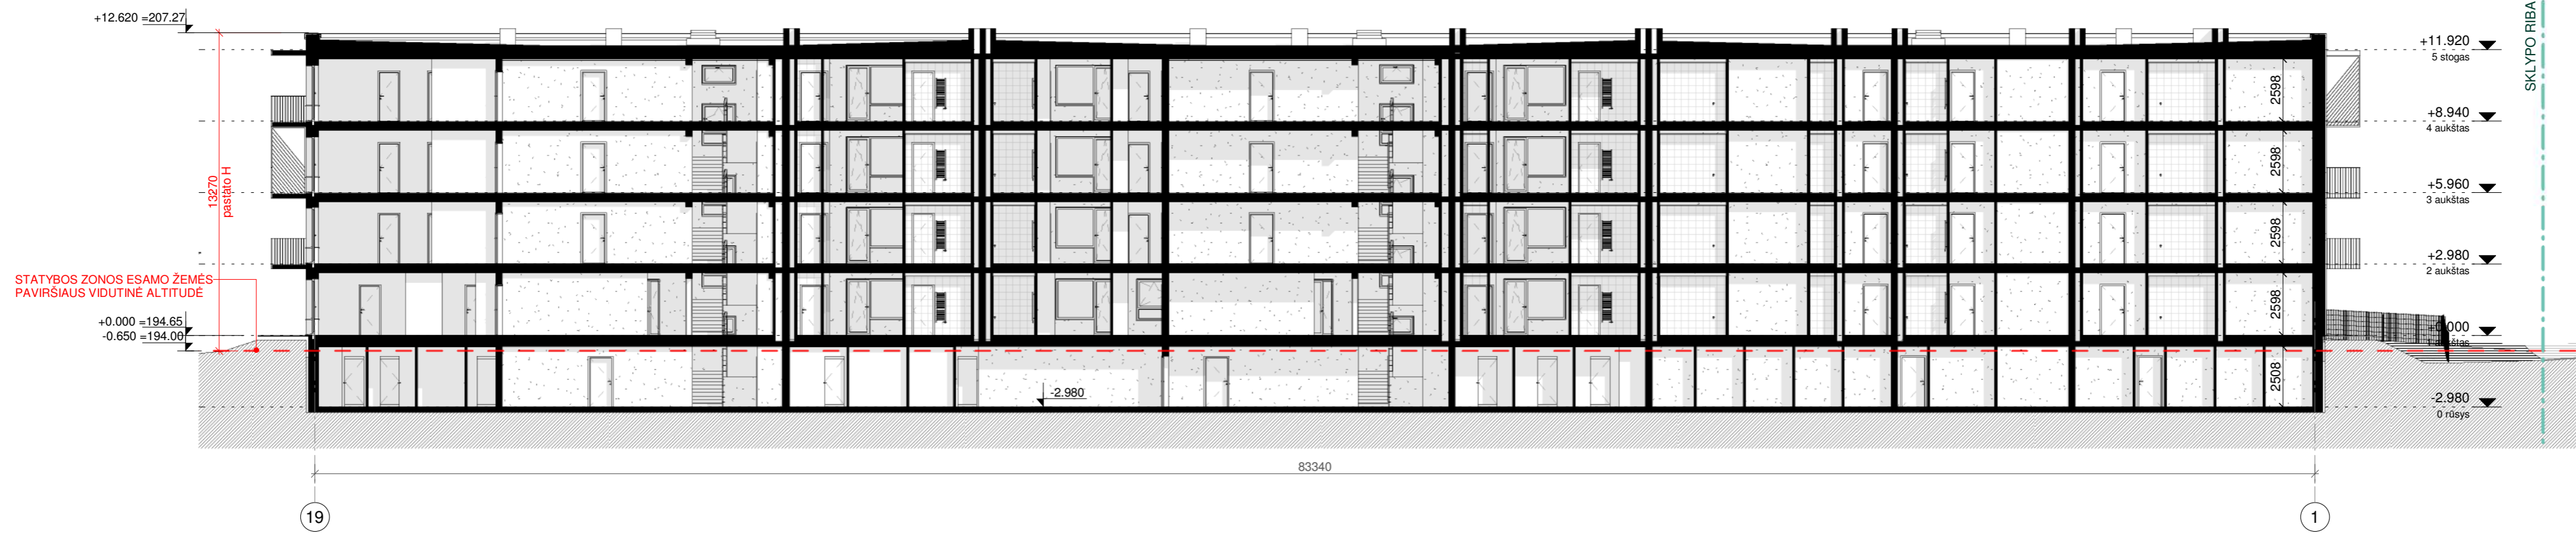 +12.620 =207.27
SKLYPO RIBA
+11.920
5 stogas
2598
+8.940
4 aukštas
2598
13270
pastato H
+5.960
3 aukštas
2598
+2.980
2 aukštas
STATYBOS ZONOS ESAMO ŽEMĖS
PAVIRŠIAUS VIDUTINĖ ALTITUDĖ
2598
+0.000 =194.65
-0.650 =194.00
+0.000
2508
-2.980
-2.980
0 rūsys
83340
19
1